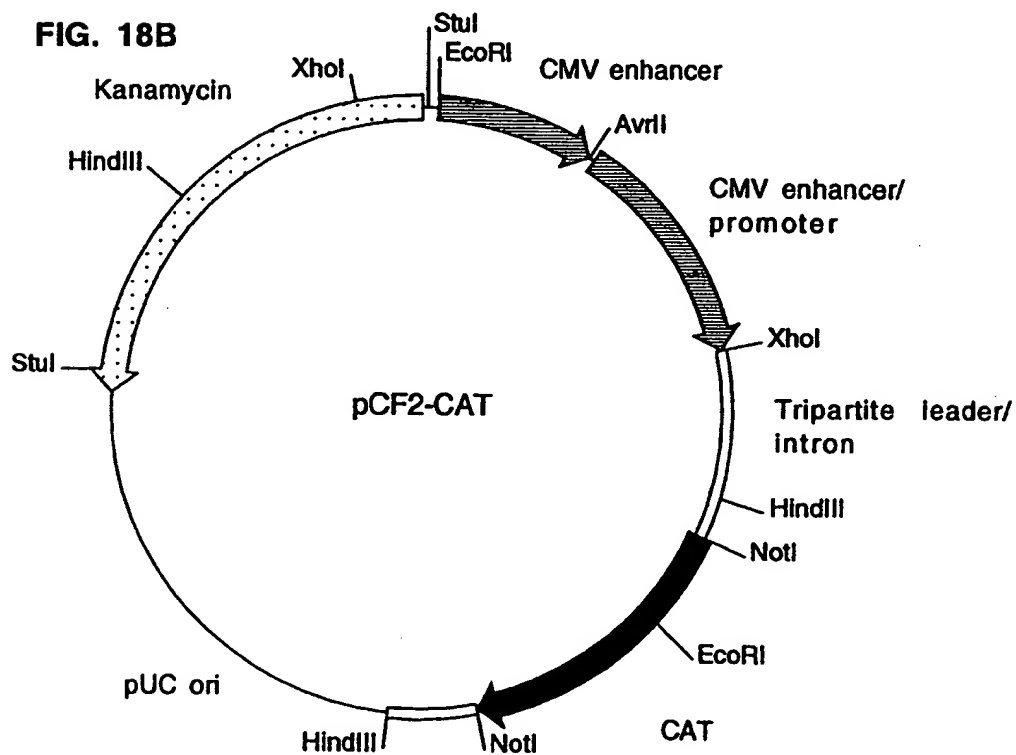 FIG. 18B
StuI
EcoRI
CMV enhancer
XhoI
Kanamycin
AvrII
HindIII
CMV enhancer/
promoter
XhoI
StuI
pCF2-CAT
Tripartite leader/
intron
HindIII
NotI
EcoRI
pUC ori
CAT
HindIII
NotI